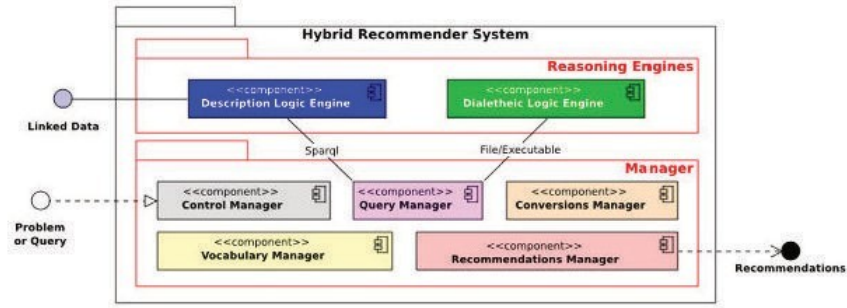 Hybrid Recommender System
Reasoning Engines
<<component>>
Description Logic Engine
<<component>>
Dialetheic Logic Engine
Linked Data
Sparql
File/Executable
Manager
<<component>>
Control Manager
<<component>>
Query Manager
<<component>>
Conversions Manager
Problem
or Query
<<component>>
Vocabulary Manager
<<component>>
Recommendations Manager
Recommendations